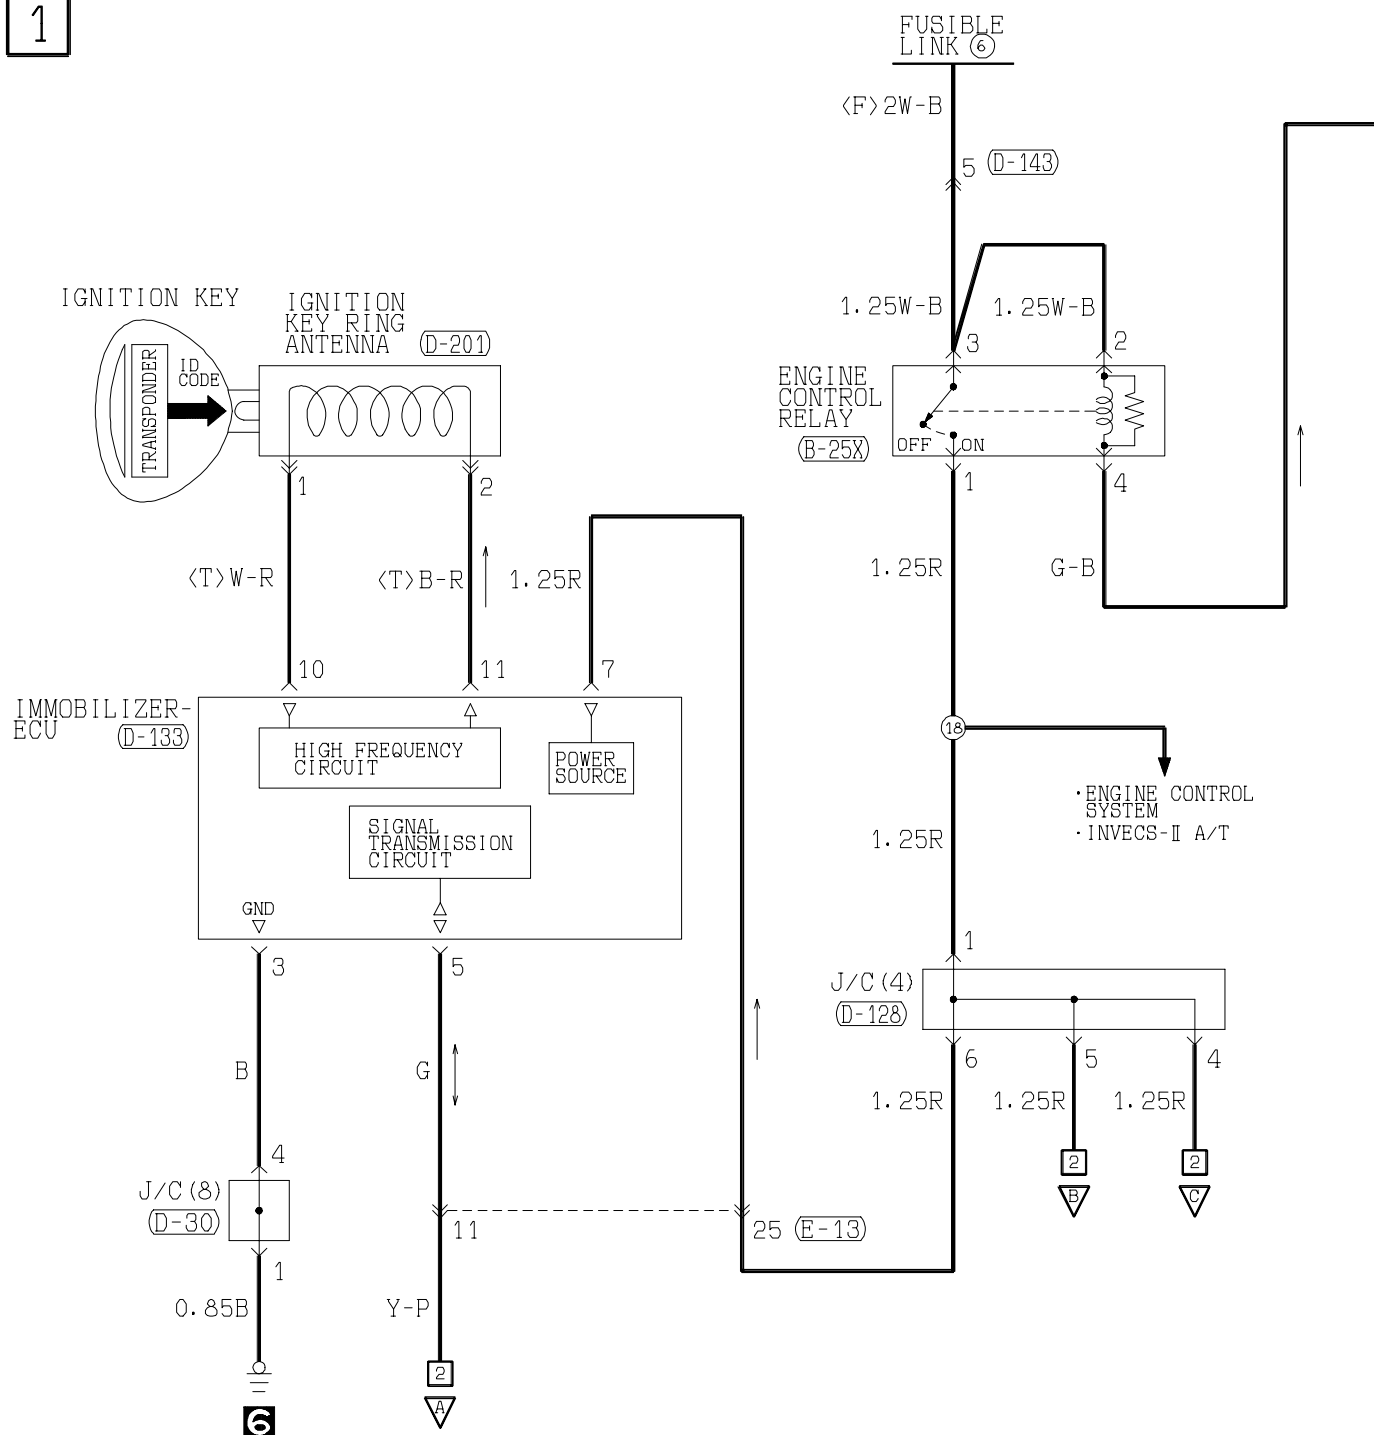 1
FUSIBLE
LINK 6
<F>2W-B
5 (D-143)
1.25W-B
1.25W-B
3
2
IGNITION KEY
IGNITION
KEY RING
ANTENNA (D-201)
TRANSPONDER
ID
CODE
1
2
ENGINE
CONTROL
RELAY
(B-25X)
OFF
ON
1
4
<T>W-R
<T>B-R
1.25R
1.25R
G-B
10
11
7
IMMOBILIZER-
ECU
(D-133)
HIGH FREQUENCY
CIRCUIT
POWER
SOURCE
SIGNAL
TRANSMISSION
CIRCUIT
GND
18
·ENGINE CONTROL
SYSTEM
·INVECS-Ⅱ A/T
1.25R
3
5
1
J/C(4)
(D-128)
6
5
4
B
G
1.25R
1.25R
1.25R
2
B
2
C
4
J/C(8)
(D-30)
1
11
25 (E-13)
0.85B
Y-P
6
2
A